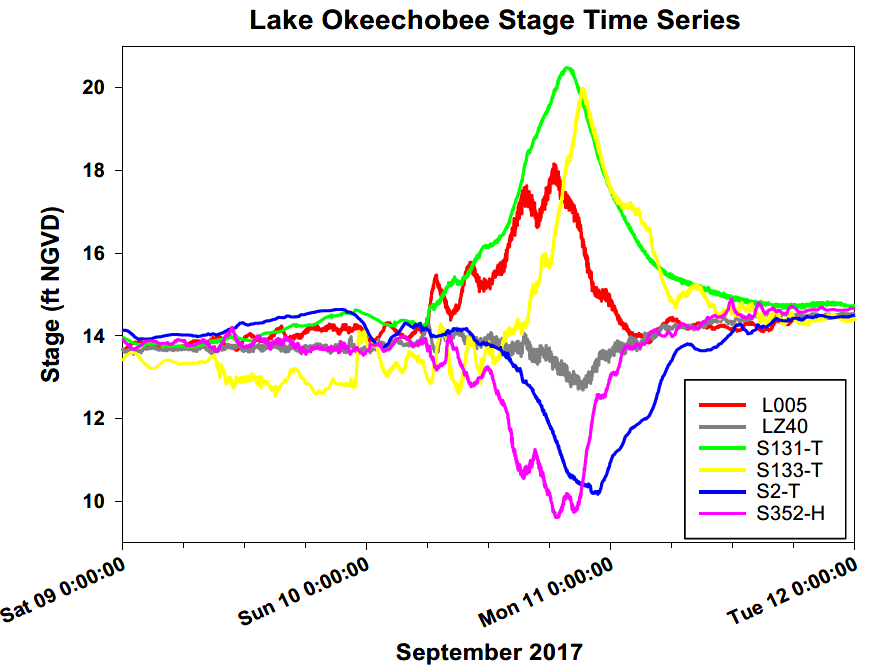 Lake Okeechobee Stage Time Series
Stage (ft NGVD)
20
18
16
14
12
10
L005
LZ40
S131-T
S133-T
S2-T
S352-H
Sat 09 0:00:00
Sun 10 0:00:00
Mon 11 0:00:00
Tue 12 0:00:00
September 2017